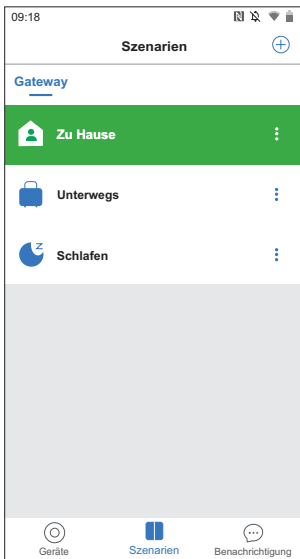 09:18
Szenarien
Gateway
Zu Hause
Unterwegs
Z
Schlafen
Geräte Szenarien Benachrichtigung